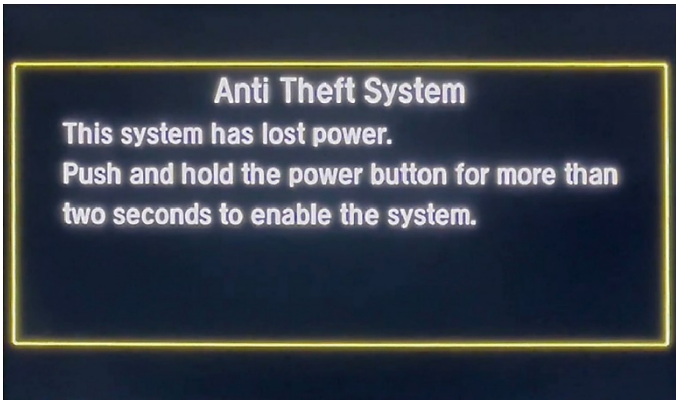 Anti Theft System
This system has lost power.
Push and hold the power button for more than
two seconds to enable the system.